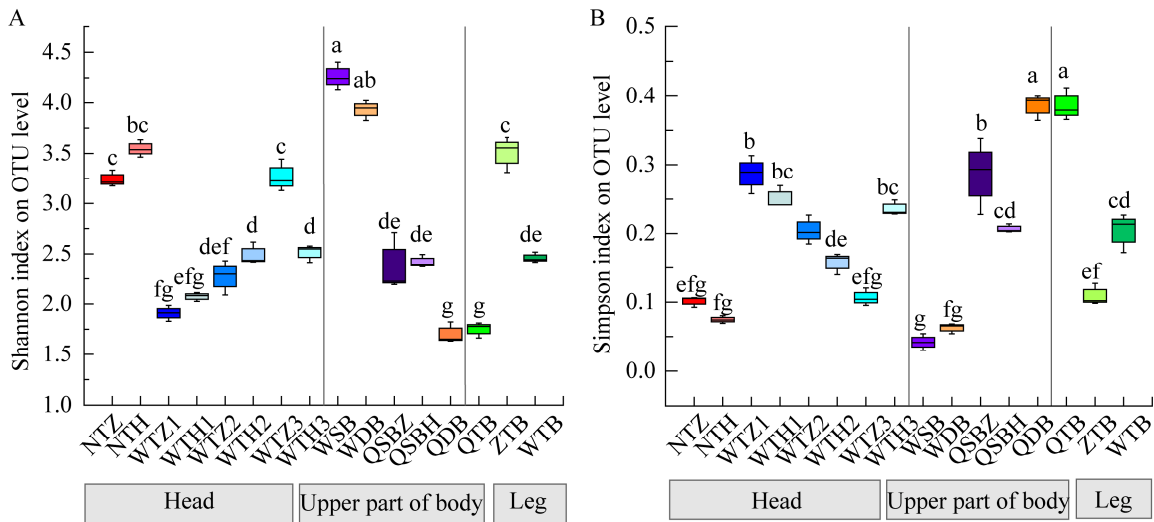 A
Shannon index on OTU level
4.5
4.0
3.5
3.0
2.5
2.0
1.5
1.0
c
bc
fg
efg
def
d
c
d
a
ab
de
de
g
g
c
de
NTZ
NTH
WTZ1
WTH1
WTZ2
WTH2
WTZ3
WTH3
WSB
WDB
QSBZ
QSBH
QDB
QTB
ZTB
WTB
Head
Upper part of body
Leg
B
Simpson index on OTU level
0.5
0.4
0.3
0.2
0.1
0.0
efg
fg
b
bc
cd
de
efg
bc
g
fg
b
cd
a
a
ef
cd
NTZ
NTH
WTZ1
WTH1
WTZ2
WTH2
WTZ3
WTH3
WSB
WDB
QSBZ
QSBH
QDB
QTB
ZTB
WTB
Head
Upper part of body
Leg